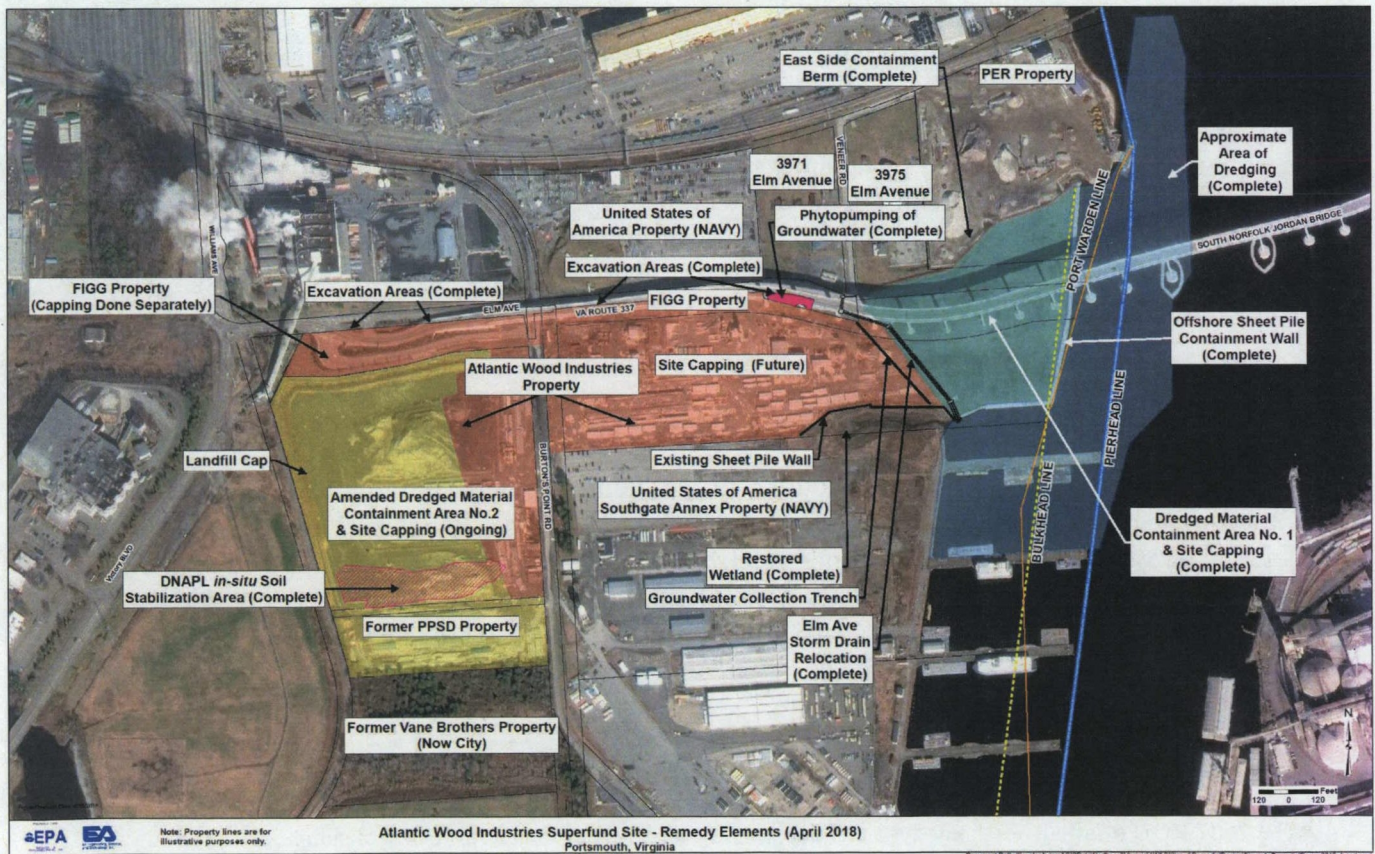 East Side Containment
Berm (Complete)
PER Property
Approximate
Area of
Dredging
(Complete)
3971
Elm Avenue
VENEER RD
3975
Elm Avenue
WILLIAMS AVE
United States of
America Property (NAVY)
Phytopumping of
Groundwater (Complete)
PORT WARDEN LINE
SOUTH NORFOLK JORDAN BRIDGE
FIGG Property
(Capping Done Separately)
Excavation Areas (Complete)
Excavation Areas (Complete)
FIGG Property
ELM AVE
VA ROUTE 337
Offshore Sheet Pile
Containment Wall
(Complete)
Atlantic Wood Industries
Property
Site Capping (Future)
PIERHEAD LINE
Landfill Cap
BURTON'S POINT RD
Existing Sheet Pile Wall
Amended Dredged Material
Containment Area No.2
& Site Capping (Ongoing)
United States of America
Southgate Annex Property (NAVY)
BULKHEAD LINE
Dredged Material
Containment Area No. 1
& Site Capping
(Complete)
Victory BLVD
DNAPL in-situ Soil
Stabilization Area (Complete)
Restored
Wetland (Complete)
Groundwater Collection Trench
Former PPSD Property
Elm Ave
Storm Drain
Relocation
(Complete)
Former Vane Brothers Property
(Now City)
N
Feet
120 0 120
EPA
EA
Note: Property lines are for
illustrative purposes only.
Atlantic Wood Industries Superfund Site - Remedy Elements (April 2018)
Portsmouth, Virginia